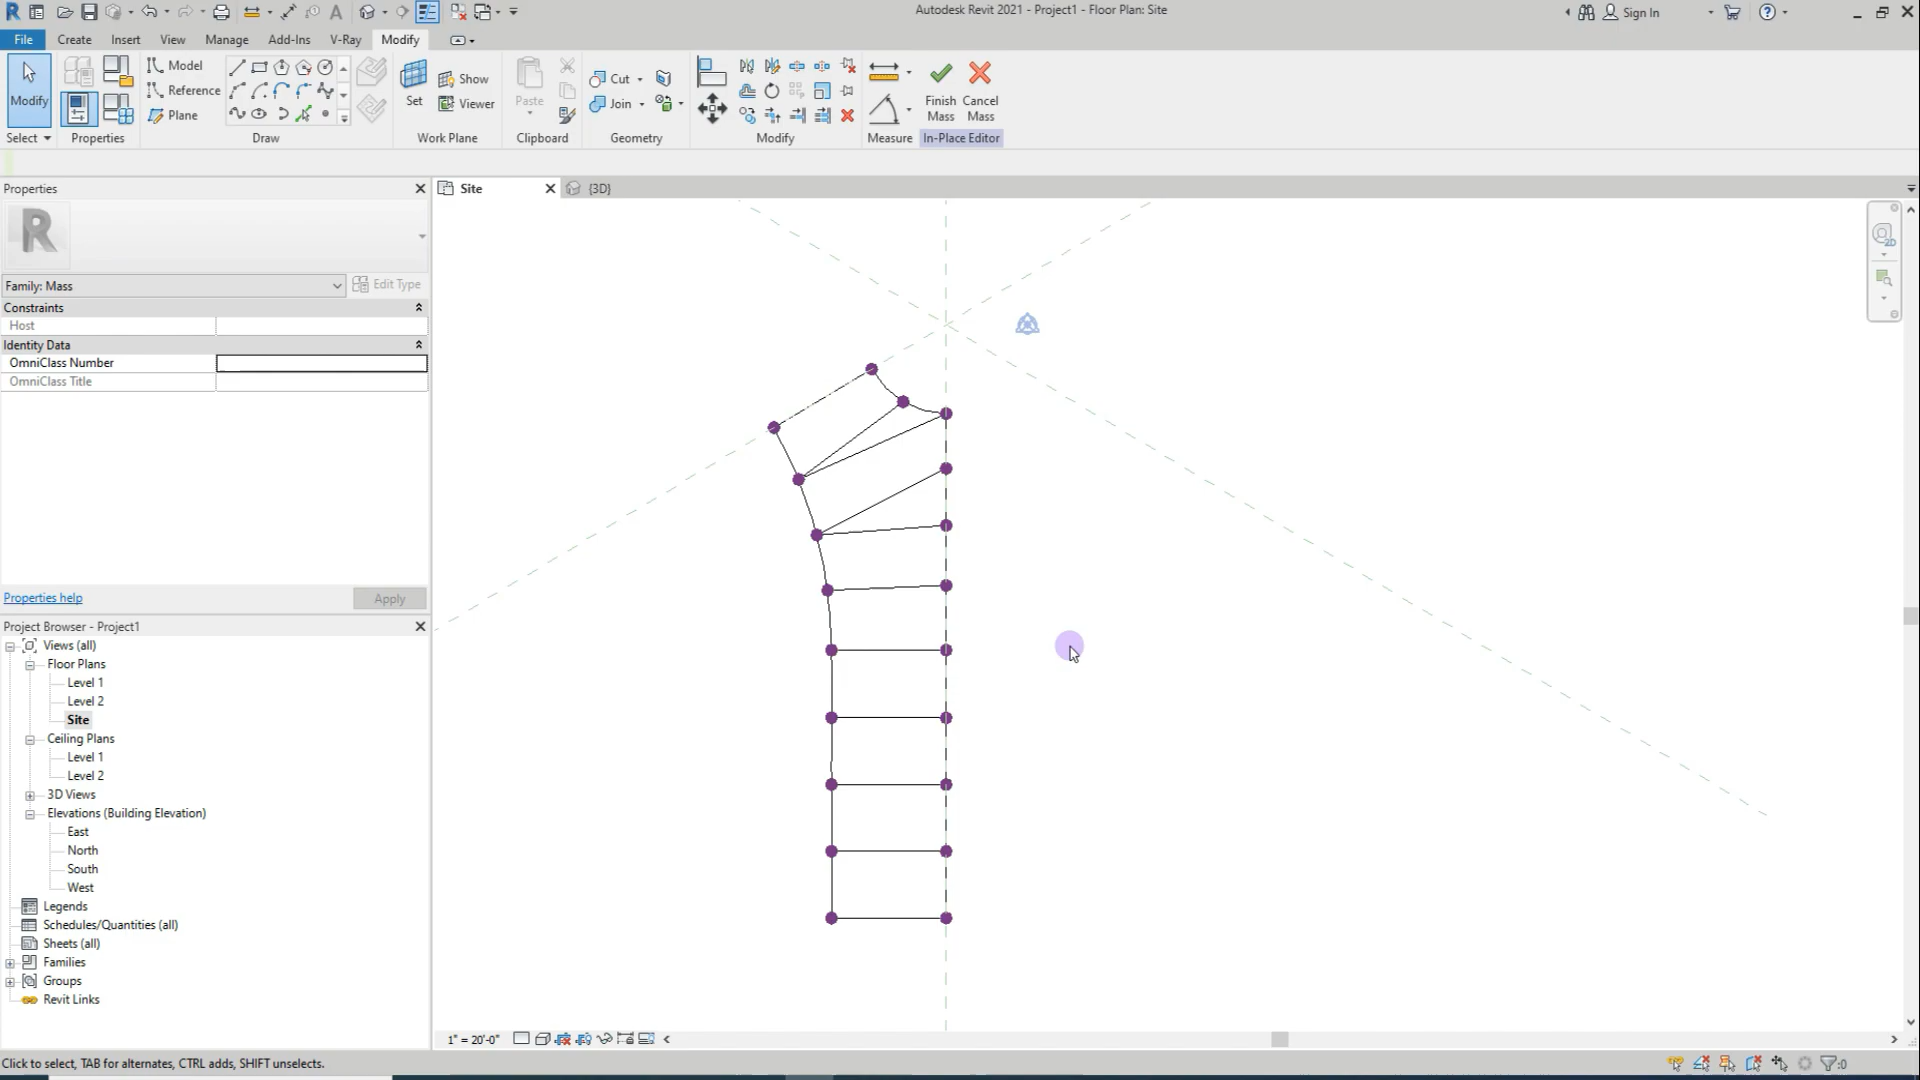 Autodesk Revit 2021 - Project1 - Floor Plan: Site
Sign In
File
Create
Insert
View
Manage
Add-Ins
V-Ray
Modify
Modify
Select
Properties
Model
Reference
Plane
Draw
Set
Show
Viewer
Work Plane
Paste
Clipboard
Cut
Join
Geometry
Modify
Measure
Finish
Mass
Cancel
Mass
In-Place Editor
Properties
Site
{3D}
2D
R
Family: Mass
Edit Type
Constraints
Host
Identity Data
OmniClass Number
OmniClass Title
Properties help
Apply
Project Browser - Project1
Views (all)
Floor Plans
Level 1
Level 2
Site
Ceiling Plans
Level 1
Level 2
3D Views
Elevations (Building Elevation)
East
North
South
West
Legends
Schedules/Quantities (all)
Sheets (all)
Families
Groups
Revit Links
1" = 20'-0"
Click to select, TAB for alternates, CTRL adds, SHIFT unselects.
:0